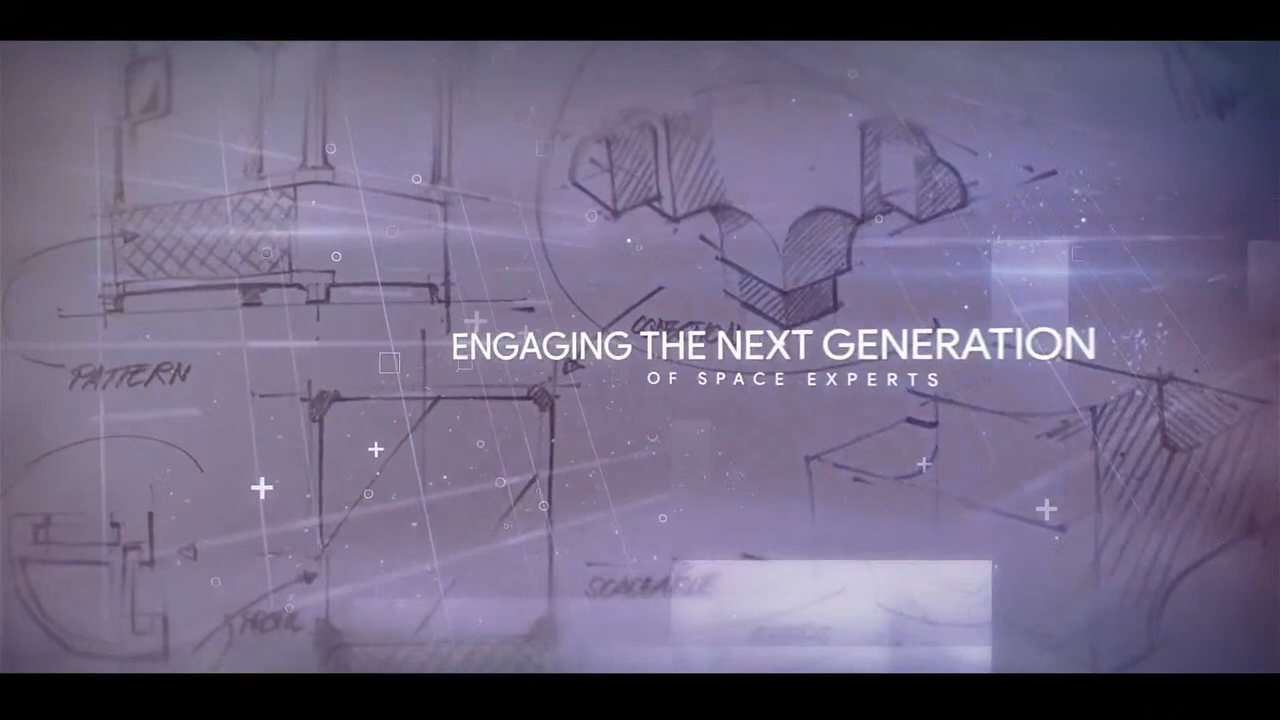 ENGAGING THE NEXT GENERATION
OF SPACE EXPERTS
PATTERN